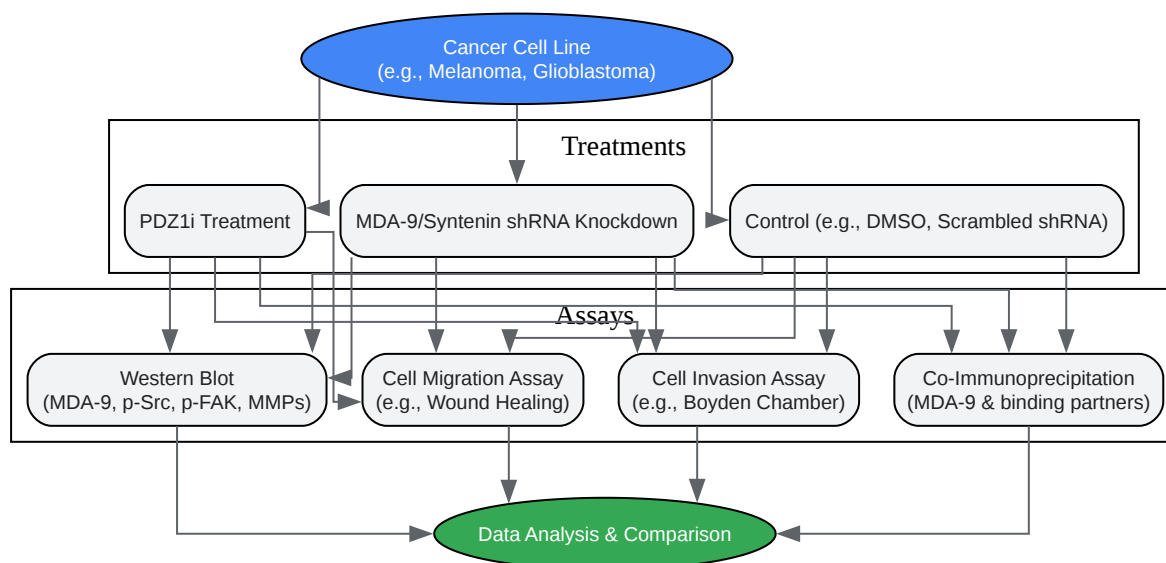 Cancer Cell Line
(e.g., Melanoma, Glioblastoma)
Treatments
PDZ1i Treatment
MDA-9/Syntenin shRNA Knockdown
Control (e.g., DMSO, Scrambled shRNA)
Assays
Western Blot
(MDA-9, p-Src, p-FAK, MMPs)
Cell Migration Assay
(e.g., Wound Healing)
Cell Invasion Assay
(e.g., Boyden Chamber)
Co-Immunoprecipitation
(MDA-9 & binding partners)
Data Analysis & Comparison